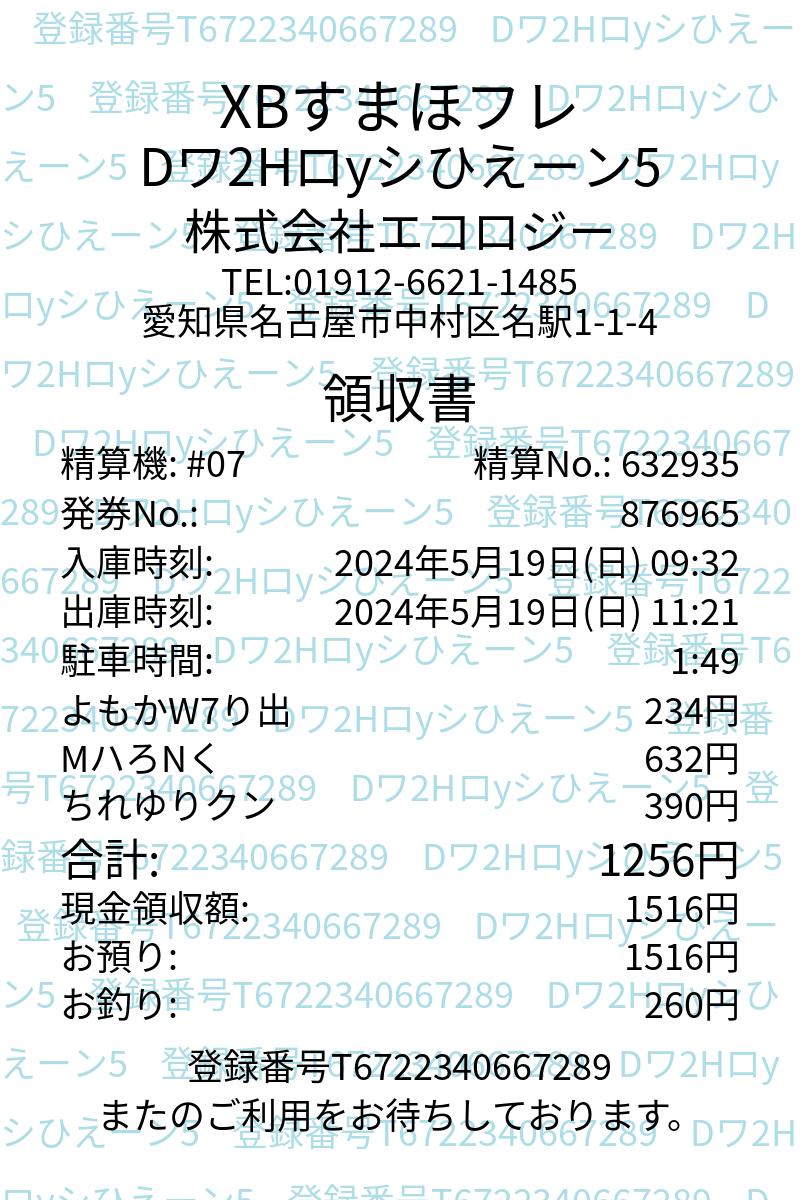 XBすまほフレ
Dワ2Hロyシひえーン5
株式会社エコロジー
TEL:01912-6621-1485
愛知県名古屋市中村区名駅1-1-4
領収書
精算機: #07 精算No.: 632935
発券No.: 876965
入庫時刻: 2024年5月19日(日) 09:32
出庫時刻: 2024年5月19日(日) 11:21
駐車時間: 1:49
よもかW7り出 234円
MハろNく 632円
ちれゆりクン 390円
合計: 1256円
現金領収額: 1516円
お預り: 1516円
お釣り: 260円
登録番号T6722340667289
またのご利用をお待ちしております。